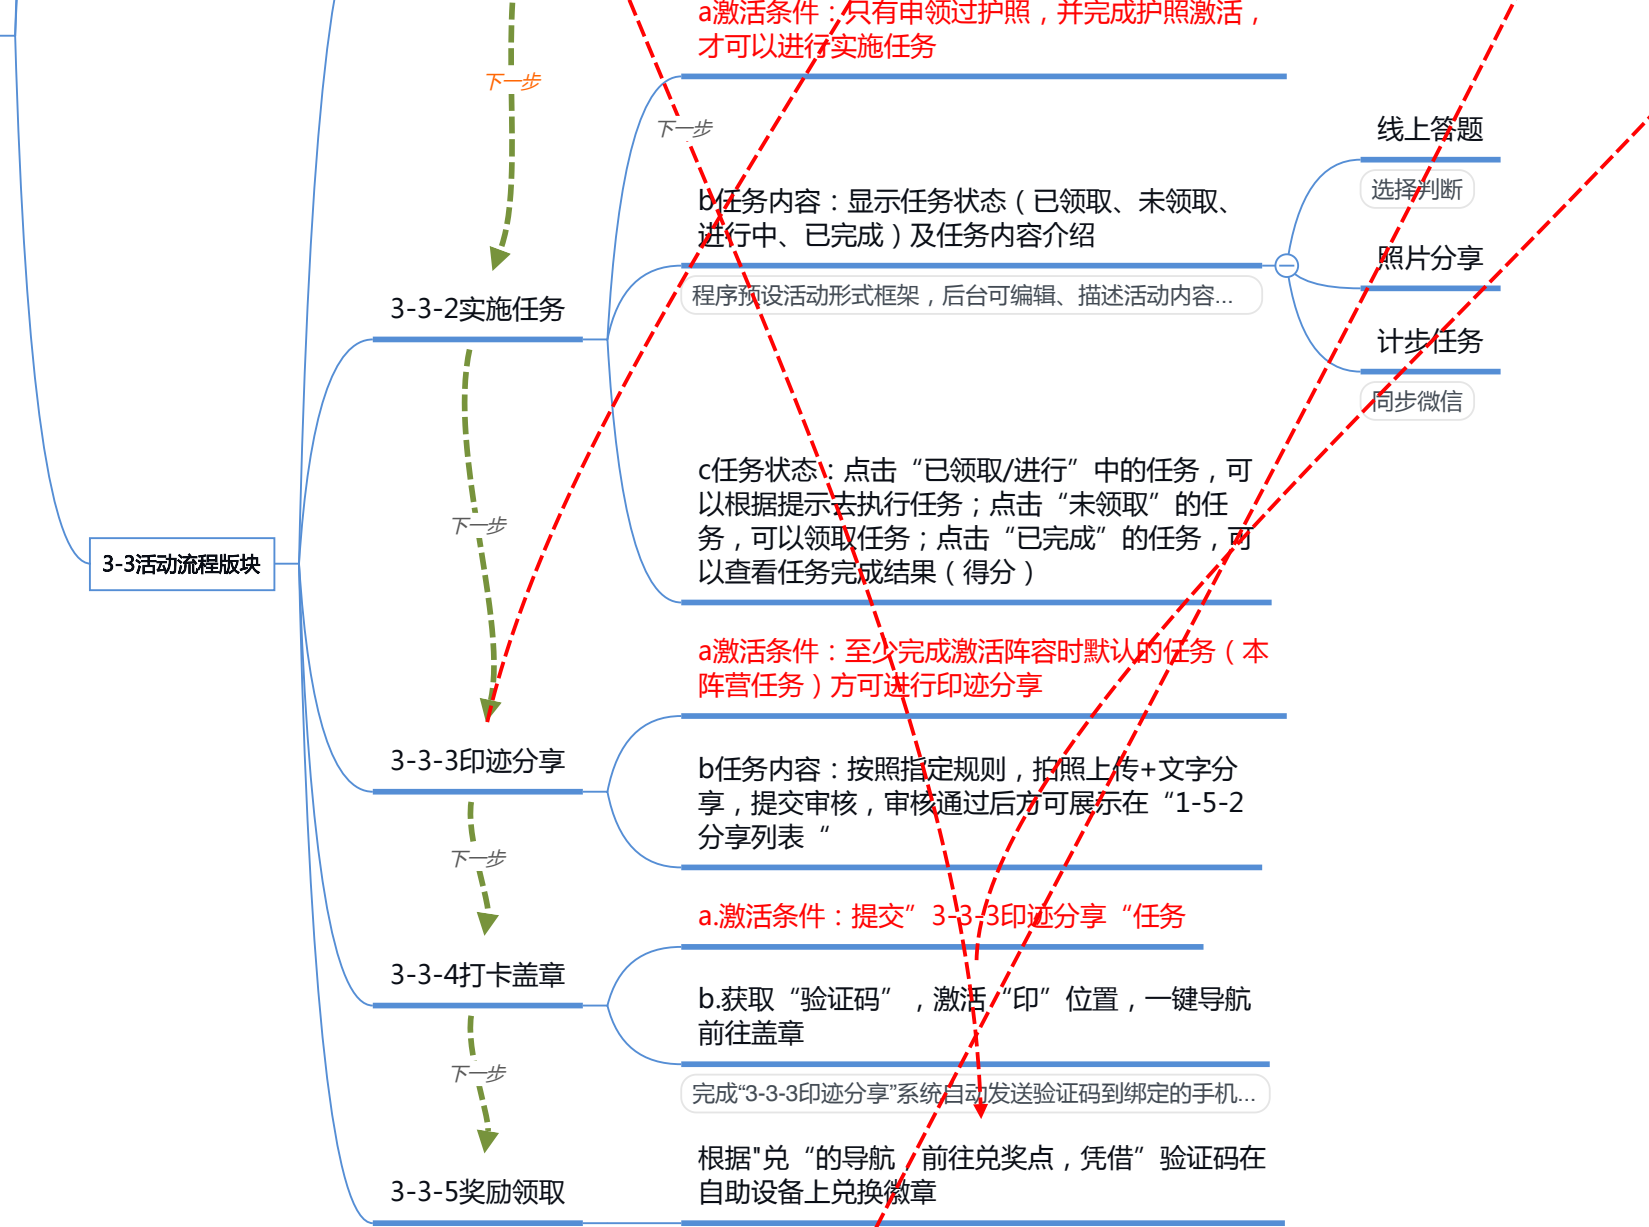 a激活条件：只有申领过护照，并完成护照激活，
才可以进行实施任务
下一步
下一步
线上答题
选择判断
b任务内容：显示任务状态（已领取、未领取、
进行中、已完成）及任务内容介绍
程序预设活动形式框架，后台可编辑、描述活动内容...
照片分享
3-3-2实施任务
计步任务
同步微信
c任务状态：点击“已领取/进行”中的任务，可
以根据提示去执行任务；点击“未领取”的任
务，可以领取任务；点击“已完成”的任务，可
以查看任务完成结果（得分）
下一步
3-3活动流程版块
a激活条件：至少完成激活阵容时默认的任务（本
阵营任务）方可进行印迹分享
3-3-3印迹分享
b任务内容：按照指定规则，拍照上传+文字分
享，提交审核，审核通过后方可展示在“1-5-2
分享列表“
下一步
a.激活条件：提交”3-3-3印迹分享“任务
3-3-4打卡盖章
b.获取“验证码”，激活“印”位置，一键导航
前往盖章
完成“3-3-3印迹分享”系统自动发送验证码到绑定的手机...
下一步
根据"兑“的导航，前往兑奖点，凭借”验证码在
自助设备上兑换徽章
3-3-5奖励领取